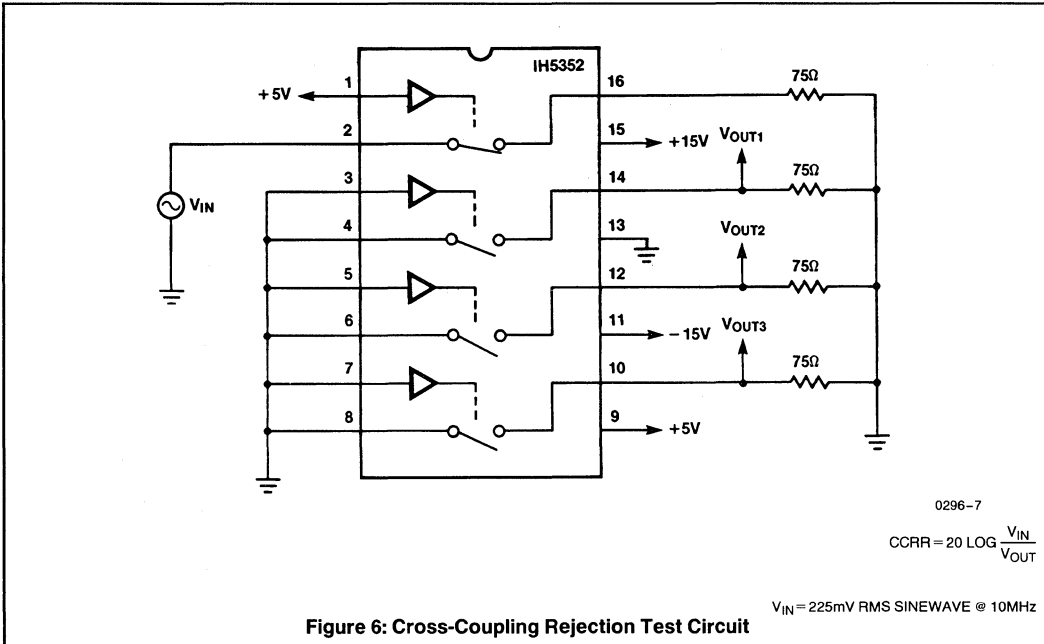 IH5352
+5V
1
16
75Ω
2
15
+15V
VOUT1
VIN
3
14
75Ω
4
13
VOUT2
5
12
75Ω
6
11
-15V
VOUT3
7
10
75Ω
8
9
+5V
0296-7
CCRR = 20 LOG VIN
VOUT
VIN = 225mV RMS SINEWAVE @ 10MHz
Figure 6: Cross-Coupling Rejection Test Circuit